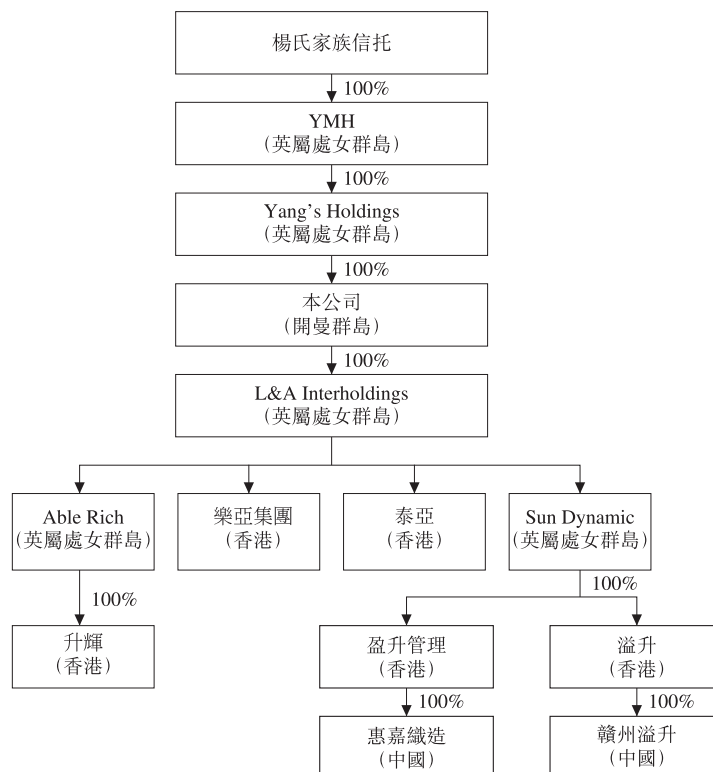 楊氏家族信托
100%
YMH
(英屬處女群島)
100%
Yang's Holdings
(英屬處女群島)
100%
本公司
(開曼群島)
100%
L&A Interholdings
(英屬處女群島)
Able Rich
(英屬處女群島)
樂亞集團
(香港)
泰亞
(香港)
Sun Dynamic
(英屬處女群島)
100%
100%
升輝
(香港)
盈升管理
(香港)
溢升
(香港)
100%
100%
惠嘉織造
(中國)
贛州溢升
(中國)